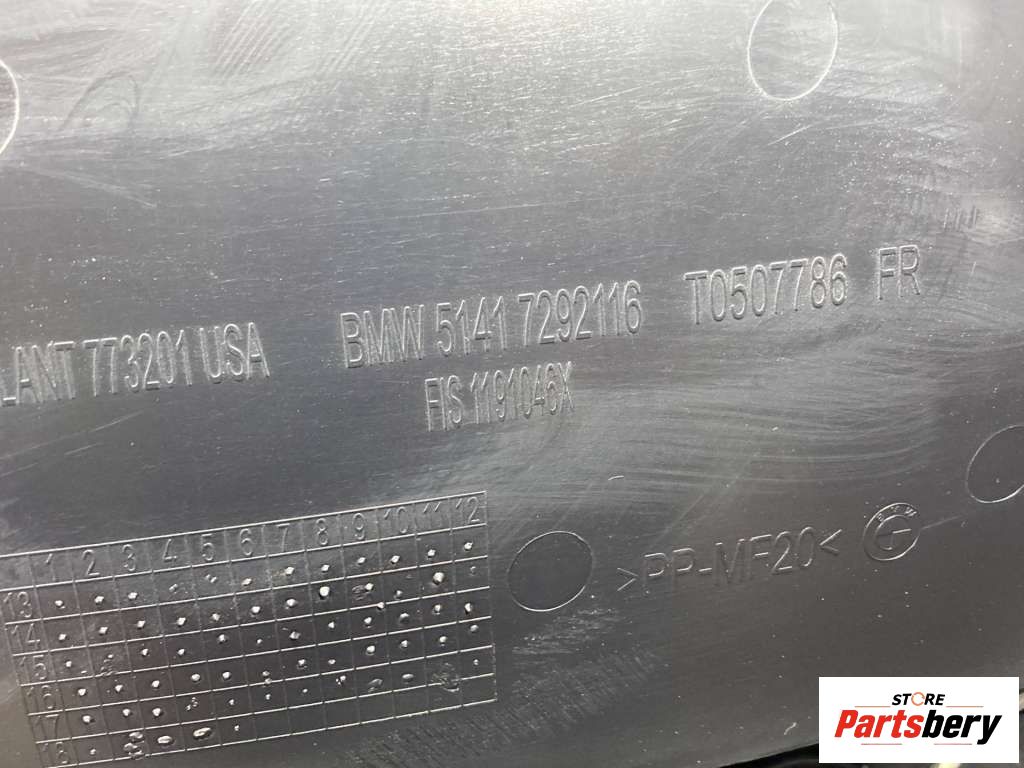 773201 USA BMW 5141 7292116 T0507786 FR
FIS 1191046X
1 2 3 4 5 6 7 8 9 10 11 12
13
14
15
16
17
18
>PP-MF20<
BMW
STORE
Partsbery